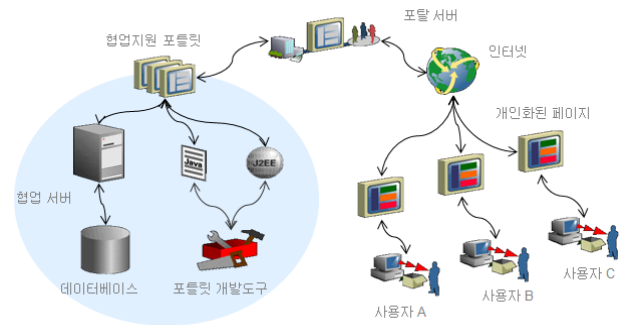 포탈 서버
협업지원 포틀릿
인터넷
개인화된 페이지
Java
J2EE
협업 서버
데이터베이스
포틀릿 개발도구
사용자 A
사용자 B
사용자 C